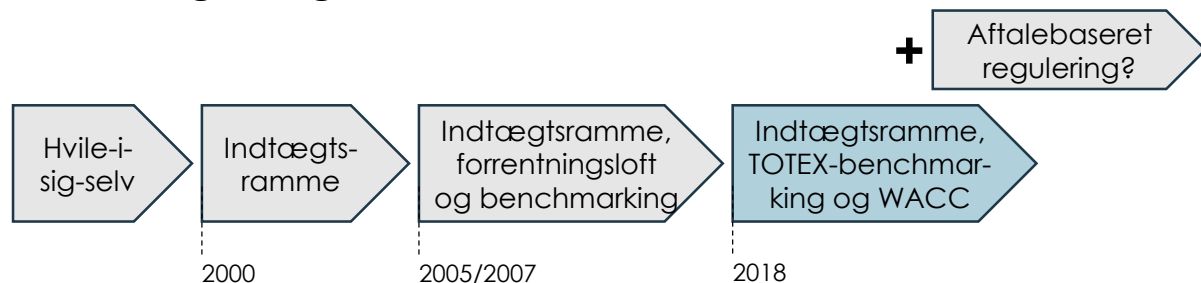 +
Aftalebaseret
regulering?
Hvile-i-
sig-selv
Indtægts-
ramme
Indtægtsramme,
forrentningsloft
og benchmarking
Indtægtsramme,
TOTEX-benchmar-
king og WACC
2000
2005/2007
2018